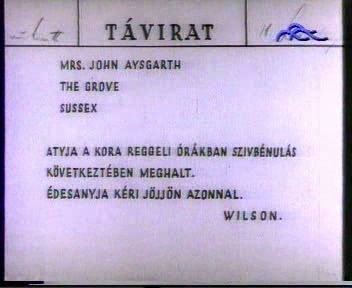 TÁVIRAT
MRS. JOHN AYSGARTH
THE GROVE
SUSSEX
ATYJA A KORA REGGELI ÓRÁKBAN SZIVBÉNULÁS
KÖVETKEZTÉBEN MEGHALT.
ÉDESANYJA KÉRI JÖJJÖN AZONNAL.
WILSON.